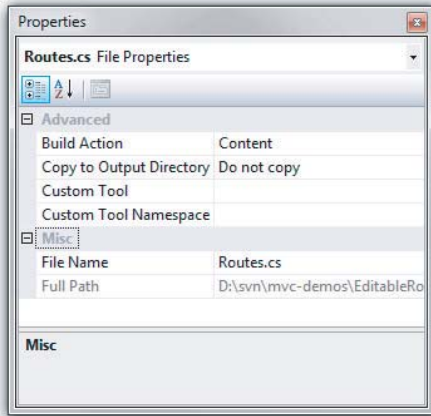 Properties
Routes.cs File Properties
Advanced
Build Action Content
Copy to Output Directory Do not copy
Custom Tool
Custom Tool Namespace
Misc
File Name Routes.cs
Full Path D:\svn\mvc-demos\EditableRo
Misc